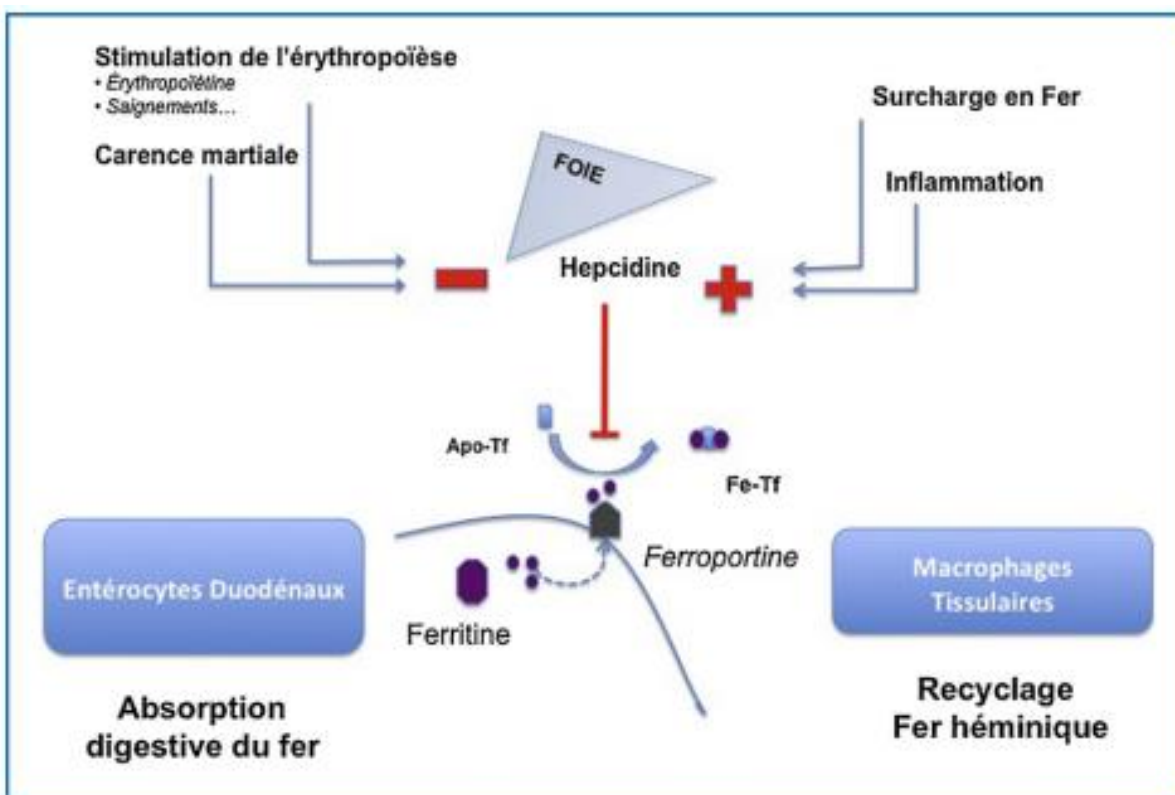 Stimulation de l'érythropoïèse
• Érythropoïétine
• Saignements...
Carence martiale
Surcharge en Fer
Inflammation
FOIE
Hepcidine
Apo-Tf
Fe-Tf
Ferroportine
Entérocytes Duodénaux
Ferritine
Macrophages
Tissulaires
Absorption
digestive du fer
Recyclage
Fer héminique